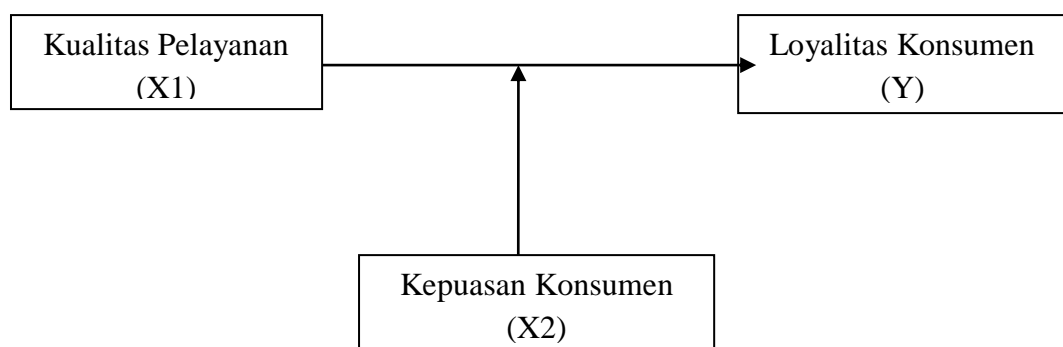 Kualitas Pelayanan
(X1)
Loyalitas Konsumen
(Y)
Kepuasan Konsumen
(X2)